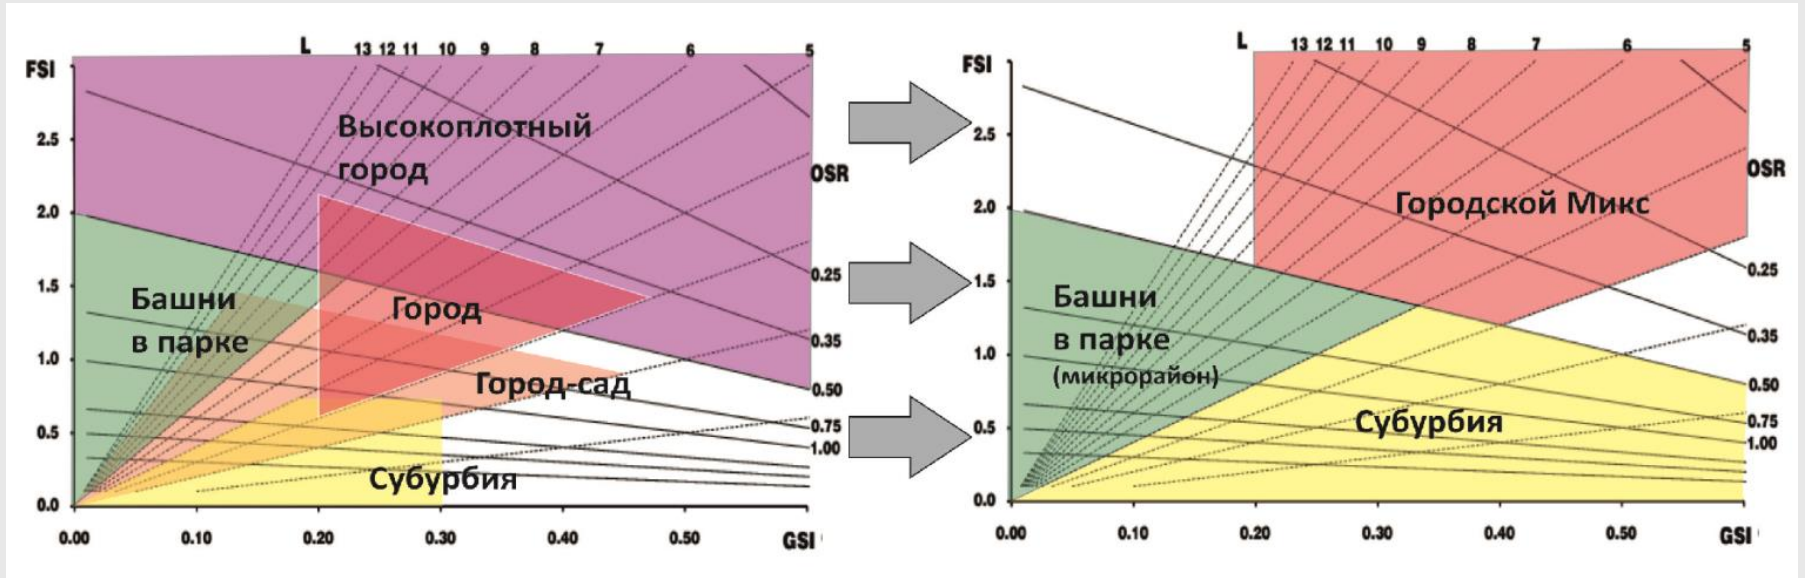 L 13 12 11 10 9 8 7 6 5
FSI
2.5
2.0
1.5
1.0
0.5
0.0
0.00 0.10 0.20 0.30 0.40 0.50 GSI
OSR
0.25
0.35
0.50
0.75
1.00
Высокоплотный
город
Башни
в парке
Город
Город-сад
Субурбия
L 13 12 11 10 9 8 7 6 5
FSI
2.5
2.0
1.5
1.0
0.5
0.0
0.00 0.10 0.20 0.30 0.40 0.50 GSI
OSR
0.25
0.35
0.50
0.75
1.00
Городской Микс
Башни
в парке
(микрорайон)
Субурбия